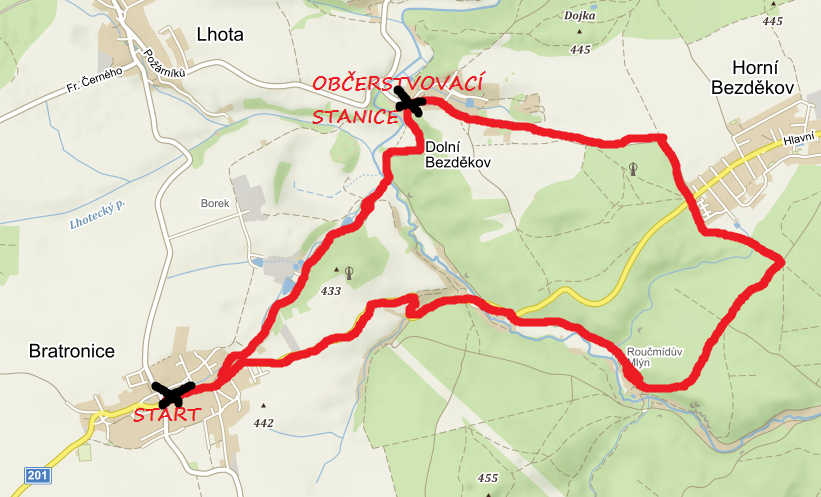 Dojka
445
445
Lhota
Požárníků
Fr. Černého
Horní
Bezděkov
OBČERSTVOVACÍ
STANICE
Hlavní
Dolní
Bezděkov
Lhotecký p.
Borek
433
Bratronice
Roučmídův
Mlýn
START
442
201
455